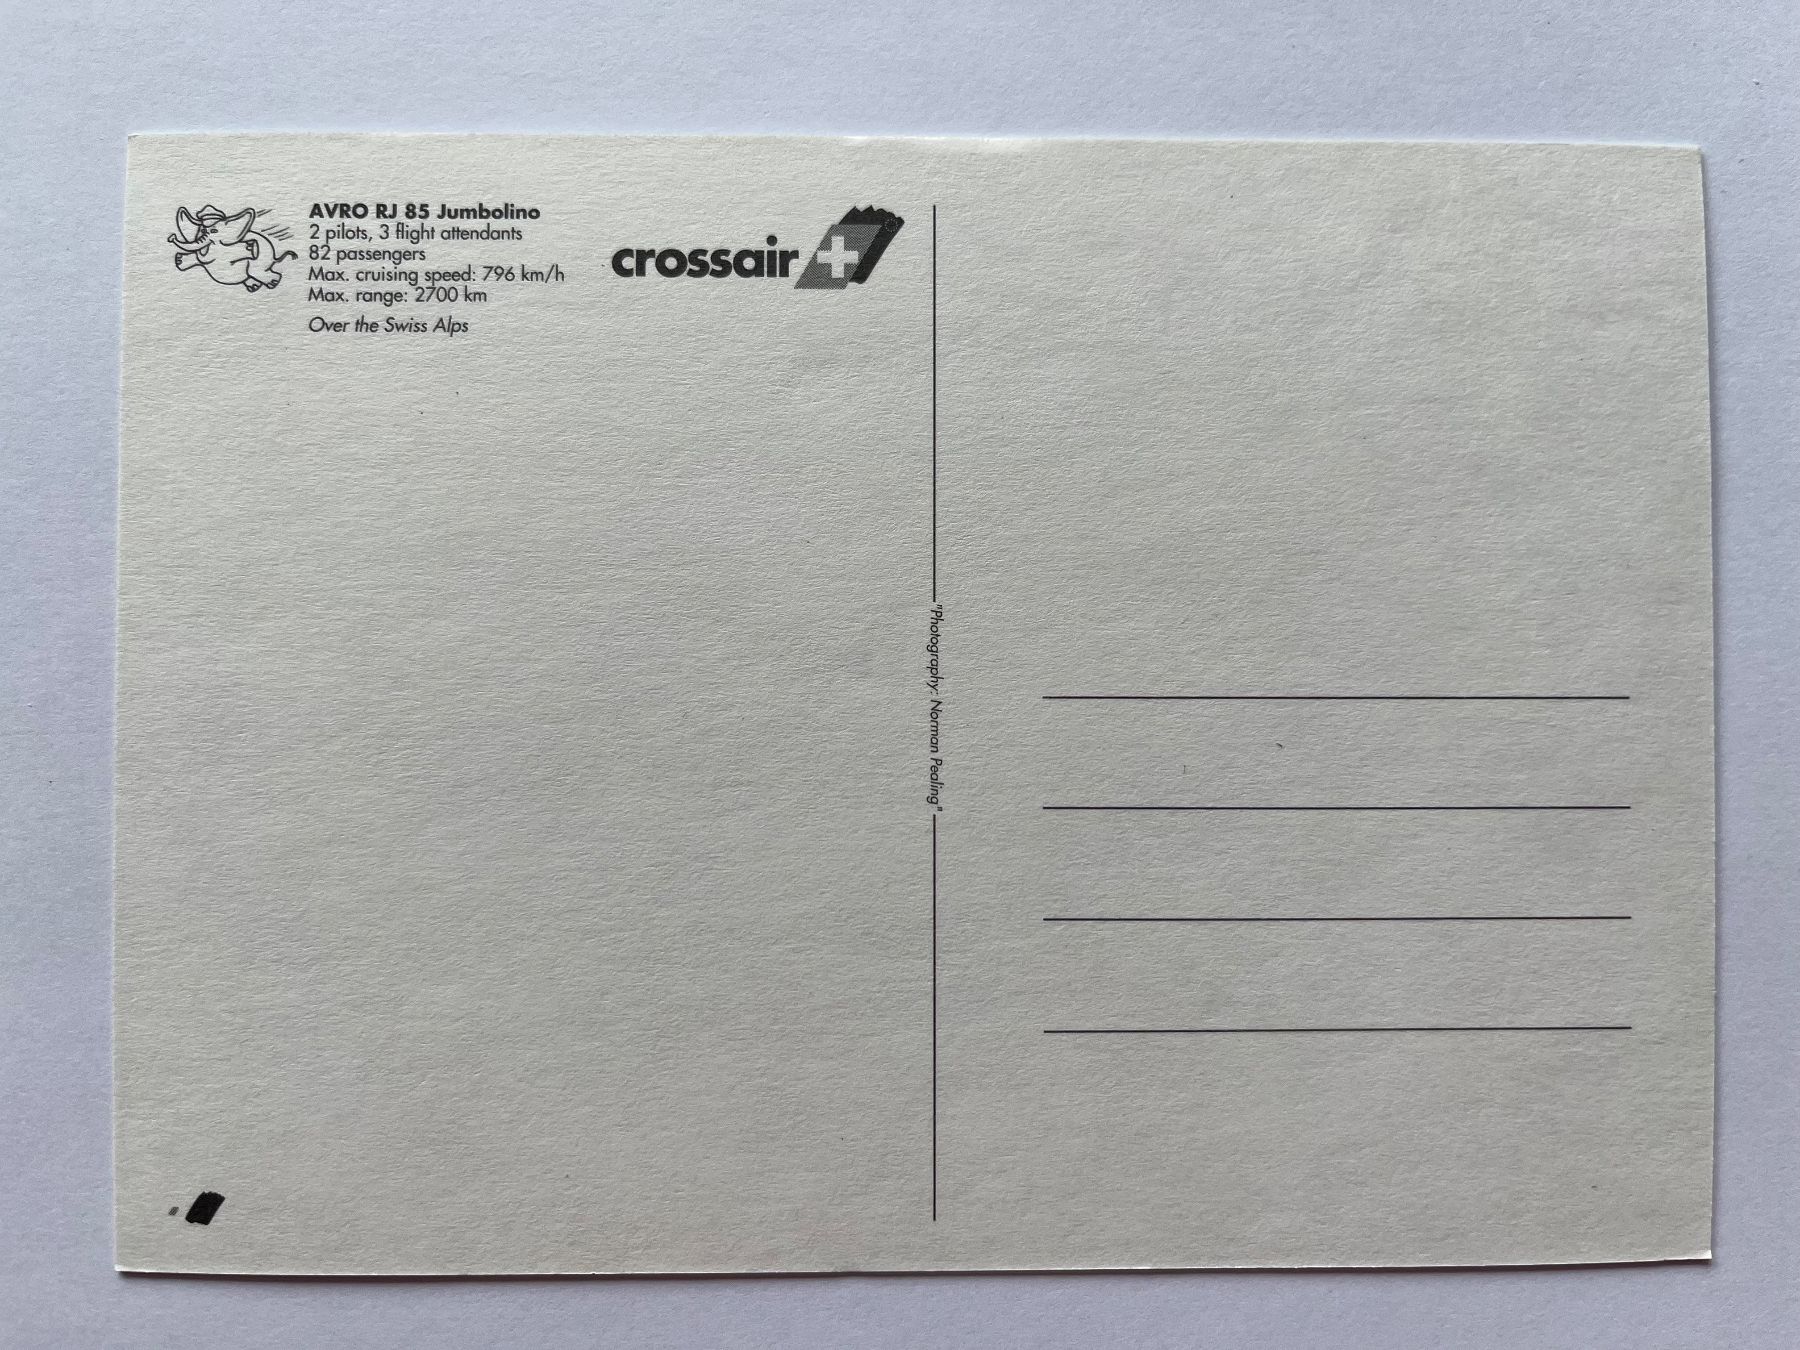 AVRO RJ 85 Jumbolino
2 pilots, 3 flight attendants
82 passengers
Max. cruising speed: 796 km/h
Max. range: 2700 km
Over the Swiss Alps
crossair
"Photography: Norman Pealing"